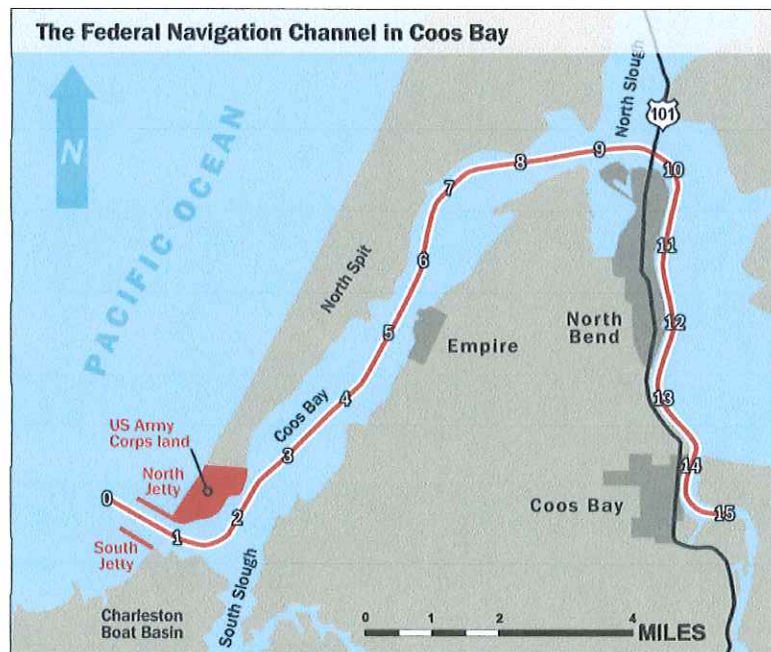 The Federal Navigation Channel in Coos Bay
N
PACIFIC OCEAN
North Slough
101
9
8
10
7
North Spit
11
6
5
Empire
North
Bend
12
4
Coos Bay
13
US Army
Corps land
3
14
North
Jetty
0
2
Coos Bay
15
1
South
Jetty
South Slough
Charleston
Boat Basin
0 1 2 4
MILES